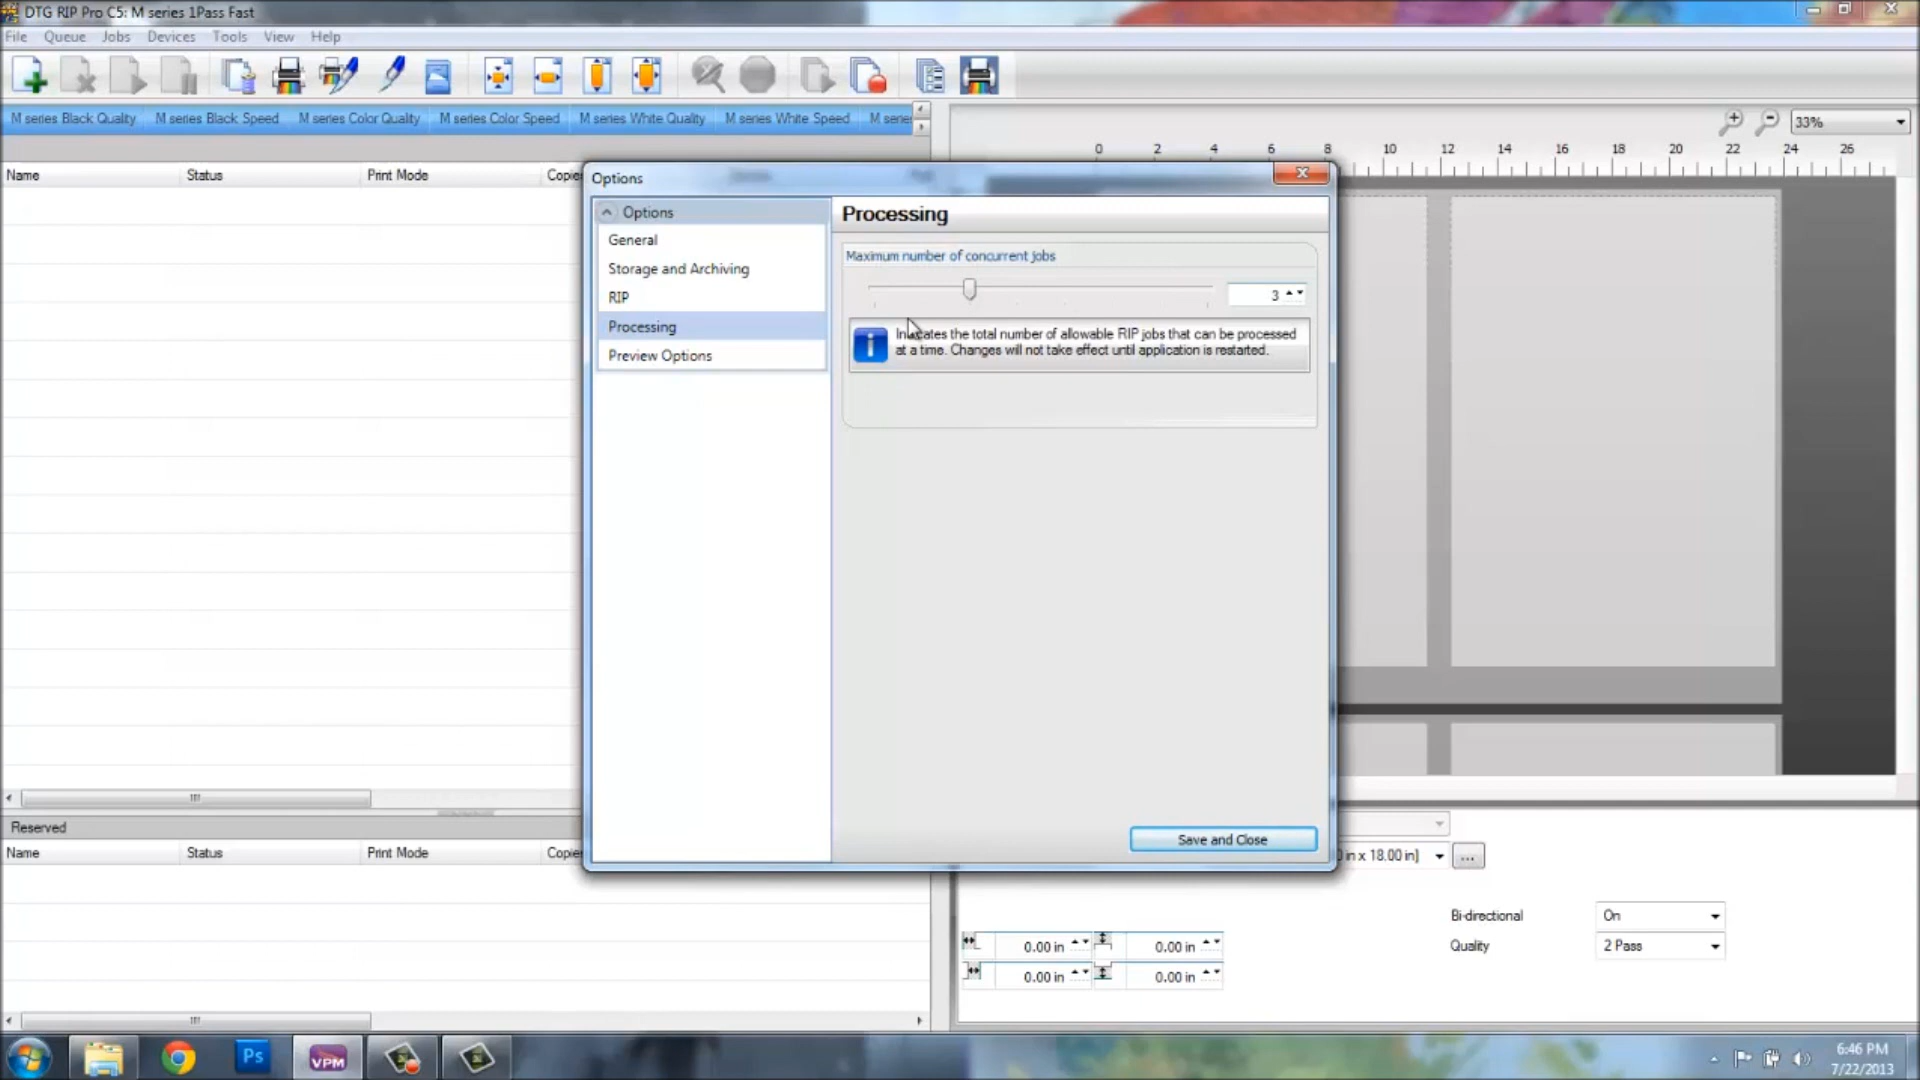 DTG RIP Pro C5: M series 1Pass Fast
File Queue Jobs Devices Tools View Help
M series Black Quality M series Black Speed M series Color Quality M series Color Speed M series White Quality M series White Speed M serie
33%
0 2 4 6 8 10 12 14 16 18 20 22 24 26
Name Status Print Mode Copie
Options
Options
General
Storage and Archiving
RIP
Processing
Preview Options
Processing
Maximum number of concurrent jobs
3
Indicates the total number of allowable RIP jobs that can be processed
at a time. Changes will not take effect until application is restarted.
Save and Close
Reserved
Name Status Print Mode Copie
0 in x 18.00 in] ...
Bi-directional On
Quality 2 Pass
0.00 in 0.00 in
0.00 in 0.00 in
Ps VPM
6:46 PM
7/22/2013